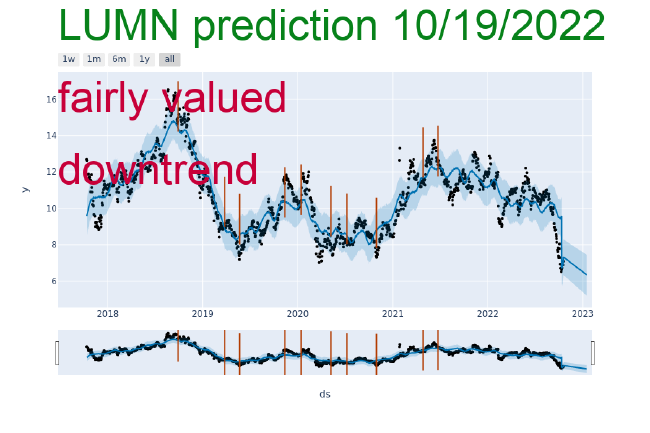 LUMN prediction 10/19/2022
1w 1m 6m 1y all
fairly valued
downtrend
16
14
12
10
8
6
y
2018 2019 2020 2021 2022 2023
ds